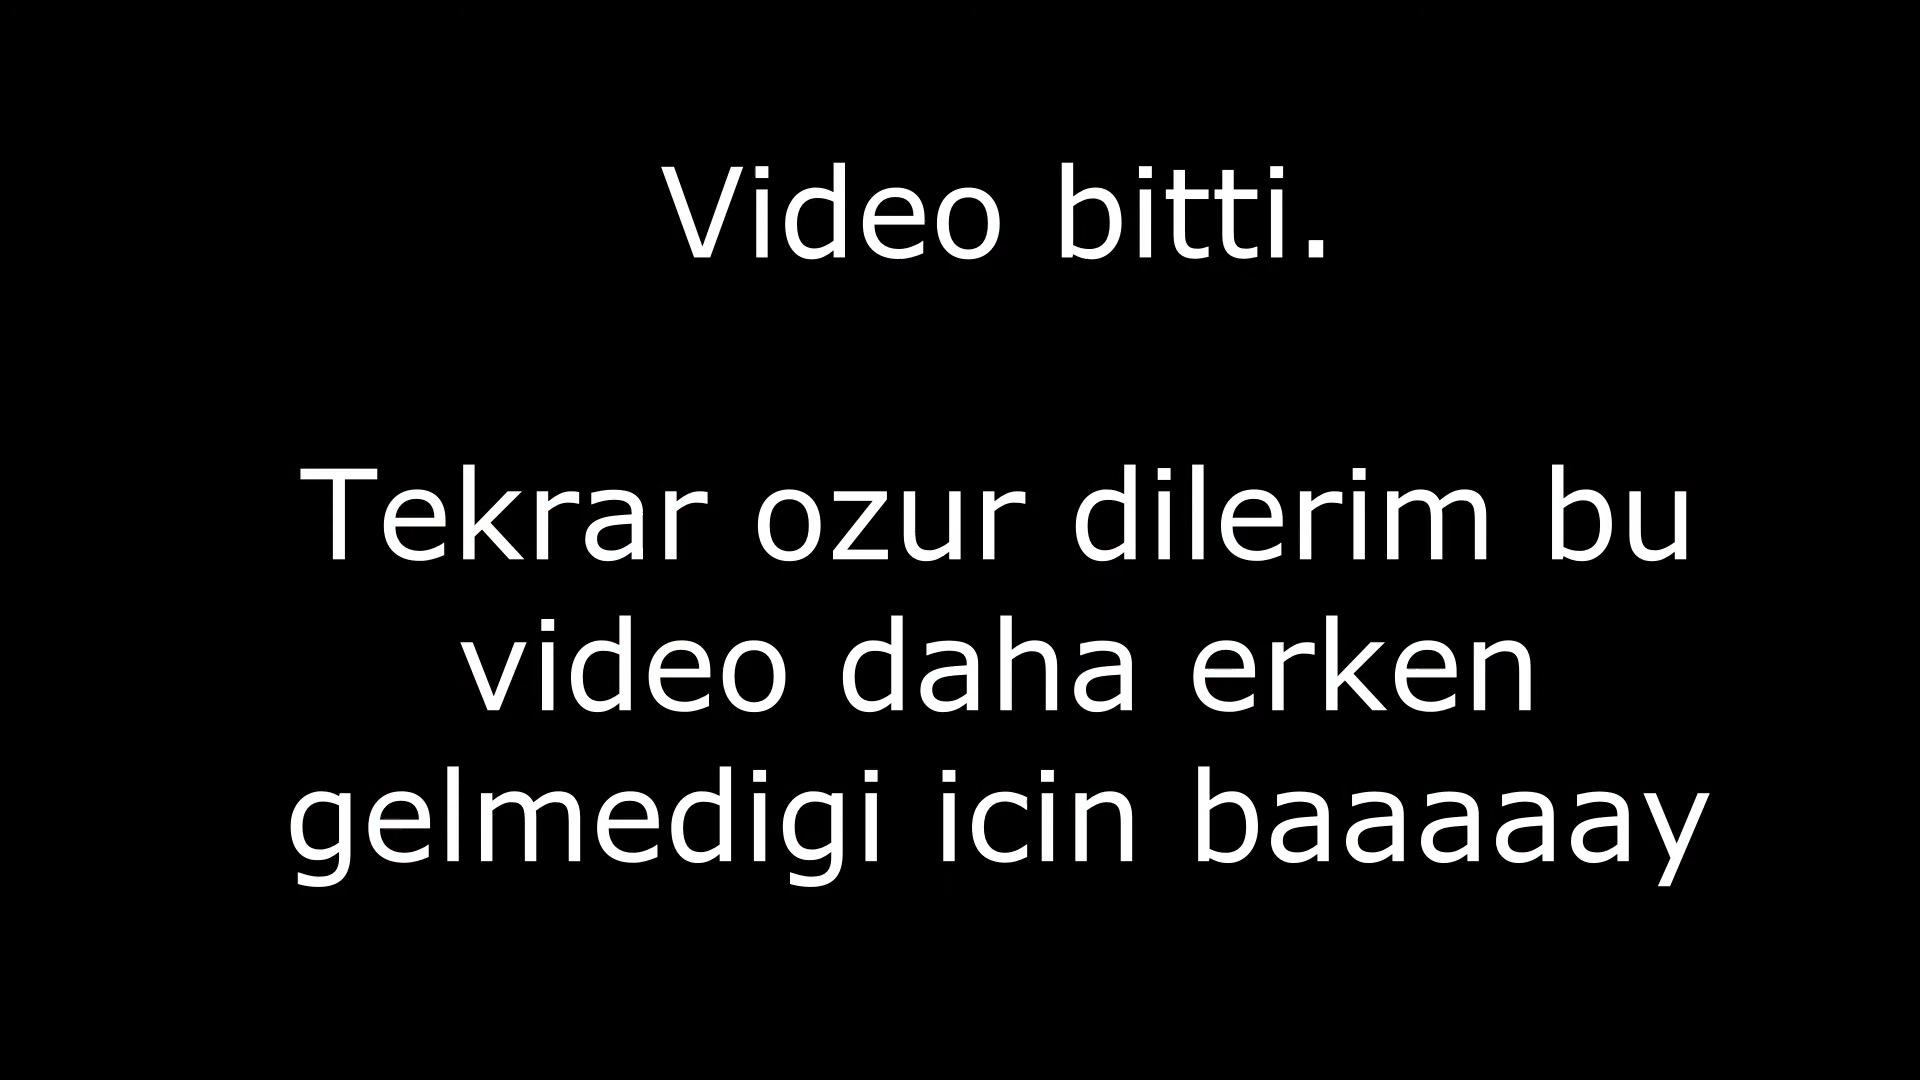 Video bitti.
Tekrar ozur dilerim bu
video daha erken
gelmedigi icin baaaaay